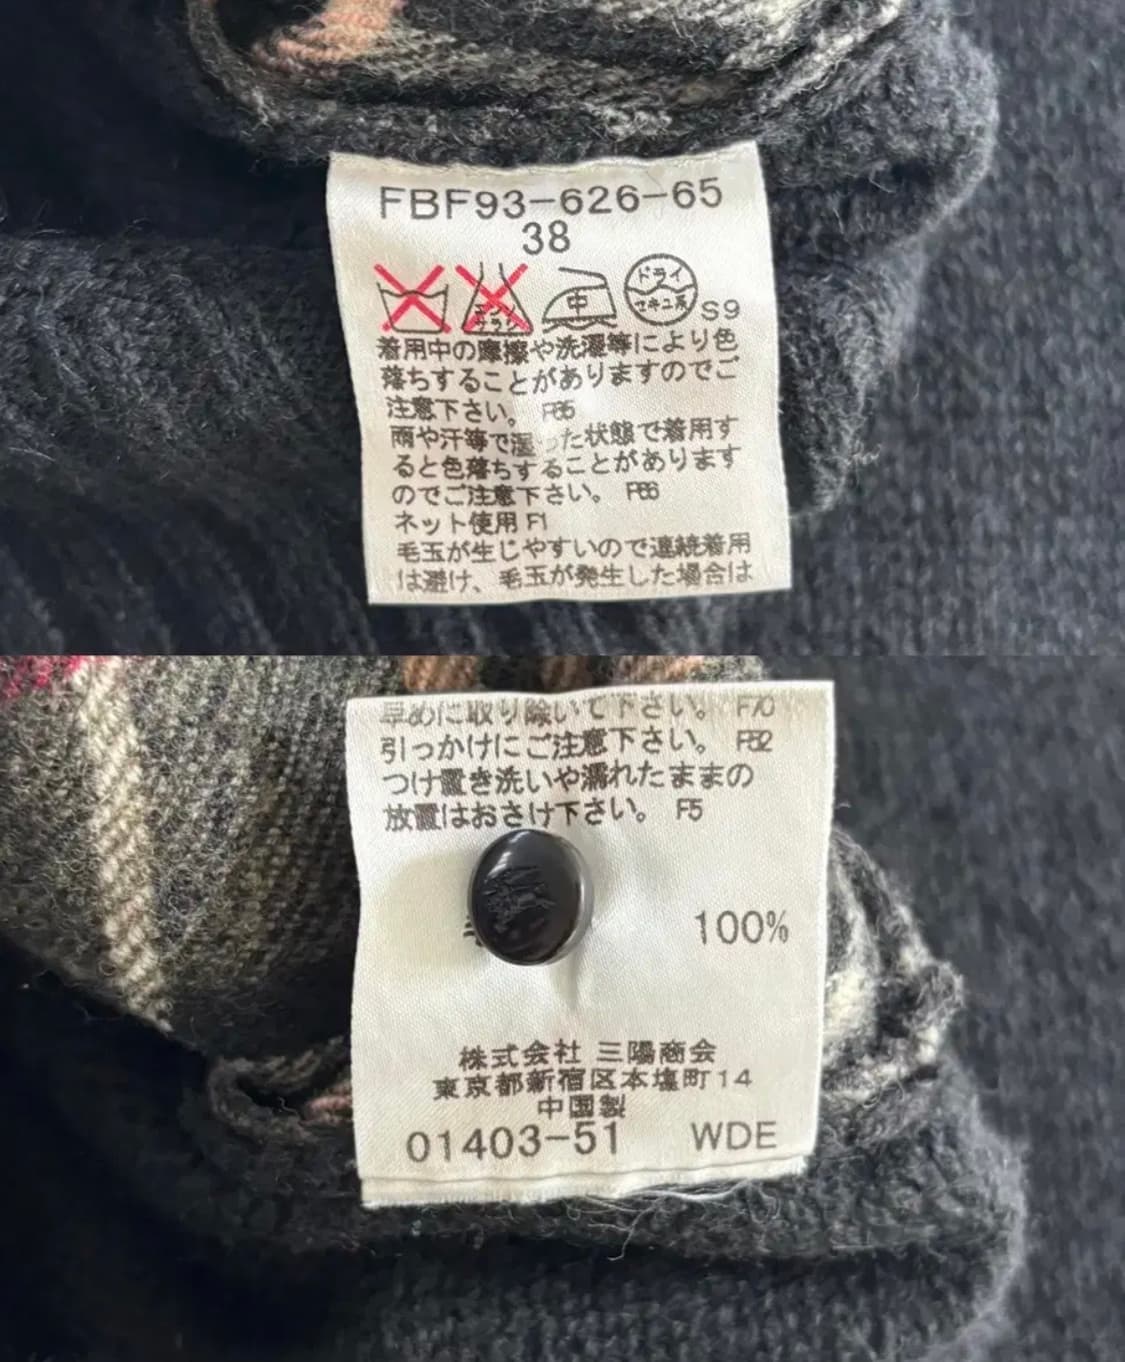 FBF93-626-65
38
中
ドライ
エンソ
サラシ
セキユ系
S9
着用中の摩擦や洗濯等により色
落ちすることがありますのでご
注意下さい。 F85
雨や汗等で湿った状態で着用す
ると色落ちすることがあります
のでご注意下さい。 F86
ネット使用 F1
毛玉が生じやすいので連続着用
は避け、毛玉が発生した場合は
早めに取り除いて下さい。 F70
引っかけにご注意下さい。 F82
つけ置き洗いや濡れたままの
放置はおさけ下さい。 F5
100%
株式会社 三陽商会
東京都新宿区本塩町14
中国製
01403-51 WDE